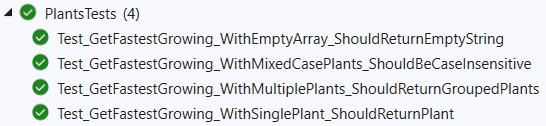 PlantsTests (4)
Test_GetFastestGrowing_WithEmptyArray_ShouldReturnEmptyString
Test_GetFastestGrowing_WithMixedCasePlants_ShouldBeCaseInsensitive
Test_GetFastestGrowing_WithMultiplePlants_ShouldReturnGroupedPlants
Test_GetFastestGrowing_WithSinglePlant_ShouldReturnPlant